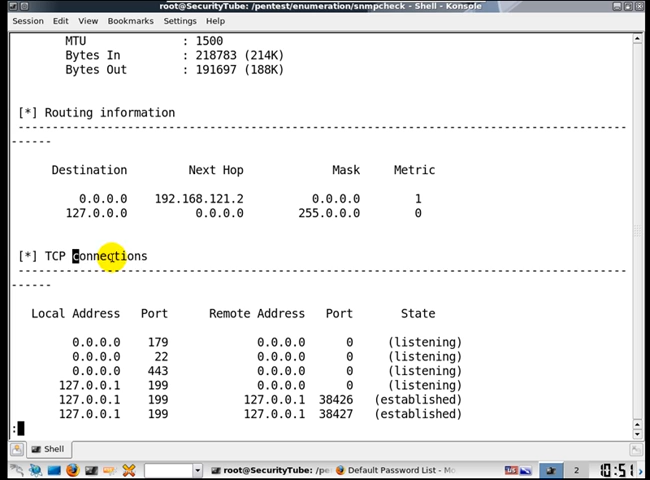 root@SecurityTube: /pentest/enumeration/snmpcheck - Shell - Konsole
Session Edit View Bookmarks Settings Help
MTU : 1500
Bytes In : 218783 (214K)
Bytes Out : 191697 (188K)
[*] Routing information
---------------------------------------------------------------------------------
------
Destination Next Hop Mask Metric
0.0.0.0 192.168.121.2 0.0.0.0 1
127.0.0.0 0.0.0.0 255.0.0.0 0
[*] TCP connections
---------------------------------------------------------------------------------
------
Local Address Port Remote Address Port State
0.0.0.0 179 0.0.0.0 0 (listening)
0.0.0.0 22 0.0.0.0 0 (listening)
0.0.0.0 443 0.0.0.0 0 (listening)
127.0.0.1 199 0.0.0.0 0 (listening)
127.0.0.1 199 127.0.0.1 38426 (established)
127.0.0.1 199 127.0.0.1 38427 (established)
:
Shell
root@SecurityTube: /pe Default Password List - Mo 2 10:51